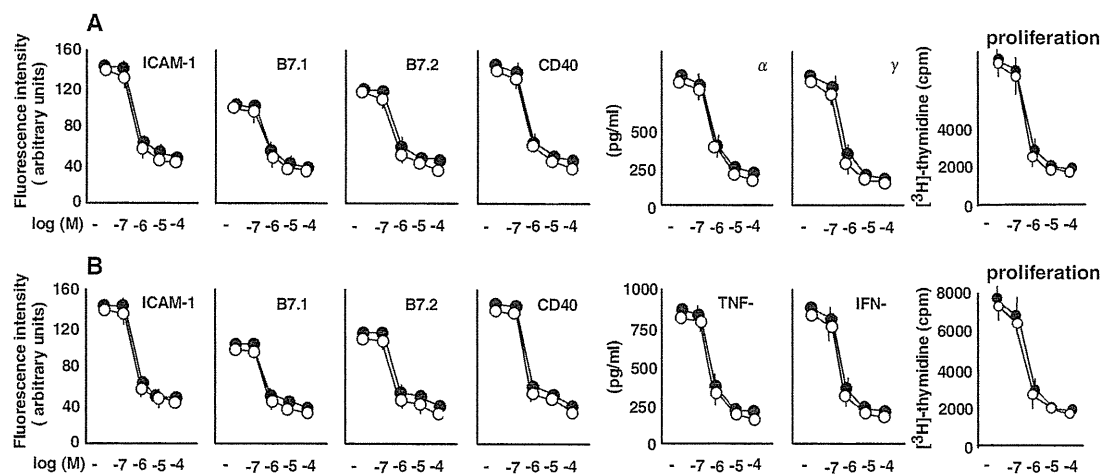 A
proliferation
Fluorescence intensity
( arbitrary units)
160
120
80
40
0
ICAM-1
B7.1
B7.2
CD40
(pg/ml)
500
250
0
α
γ
[³H]-thymidine (cpm)
4000
2000
0
log (M) - -7 -6 -5 -4
- -7 -6 -5 -4
- -7 -6 -5 -4
- -7 -6 -5 -4
- -7 -6 -5 -4
- -7 -6 -5 -4
- -7 -6 -5 -4
B
proliferation
Fluorescence intensity
( arbitrary units)
160
120
80
40
0
ICAM-1
B7.1
B7.2
CD40
(pg/ml)
1000
750
500
250
0
TNF-
IFN-
[³H]-thymidine (cpm)
8000
6000
4000
2000
0
log (M) - -7 -6 -5 -4
- -7 -6 -5 -4
- -7 -6 -5 -4
- -7 -6 -5 -4
- -7 -6 -5 -4
- -7 -6 -5 -4
- -7 -6 -5 -4